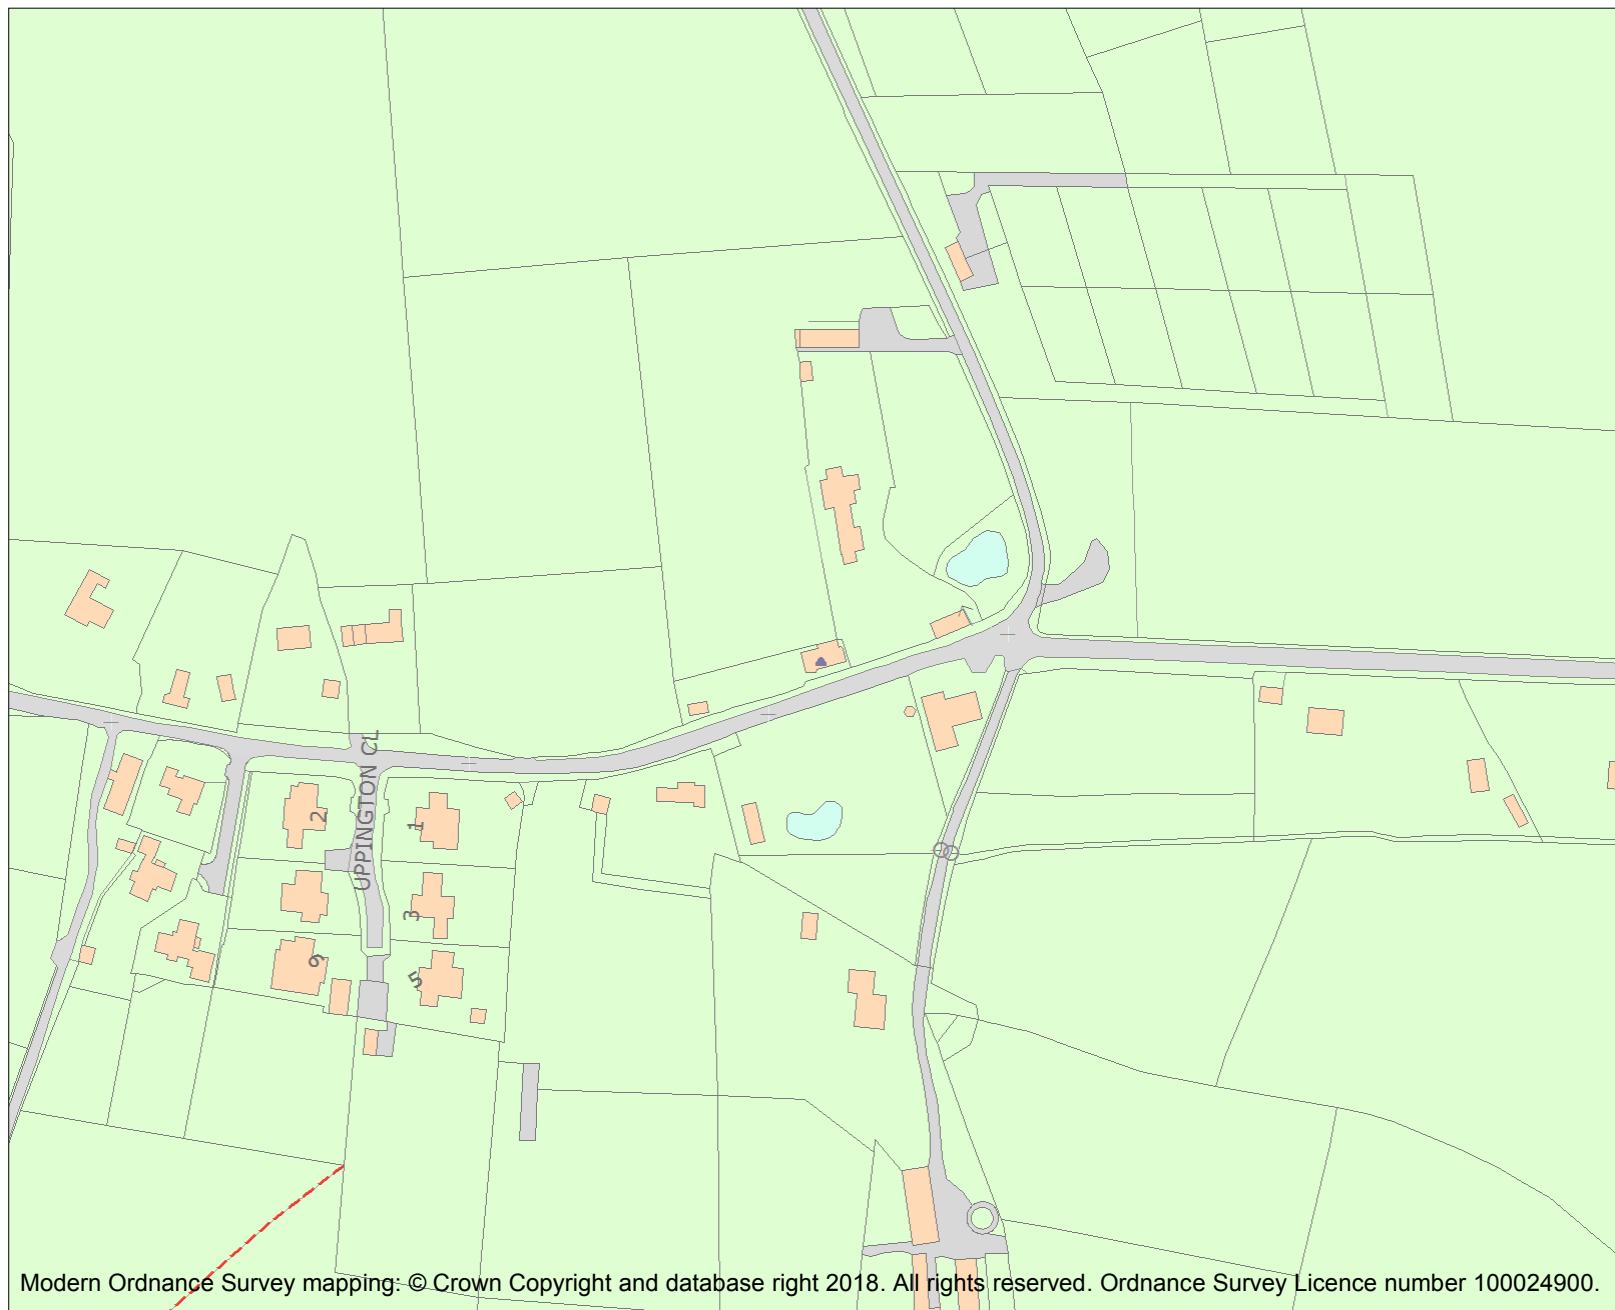 UPPINGTON CL
2
1
3
6
5
Modern Ordnance Survey mapping: © Crown Copyright and database right 2018. All rights reserved. Ordnance Survey Licence number 100024900.